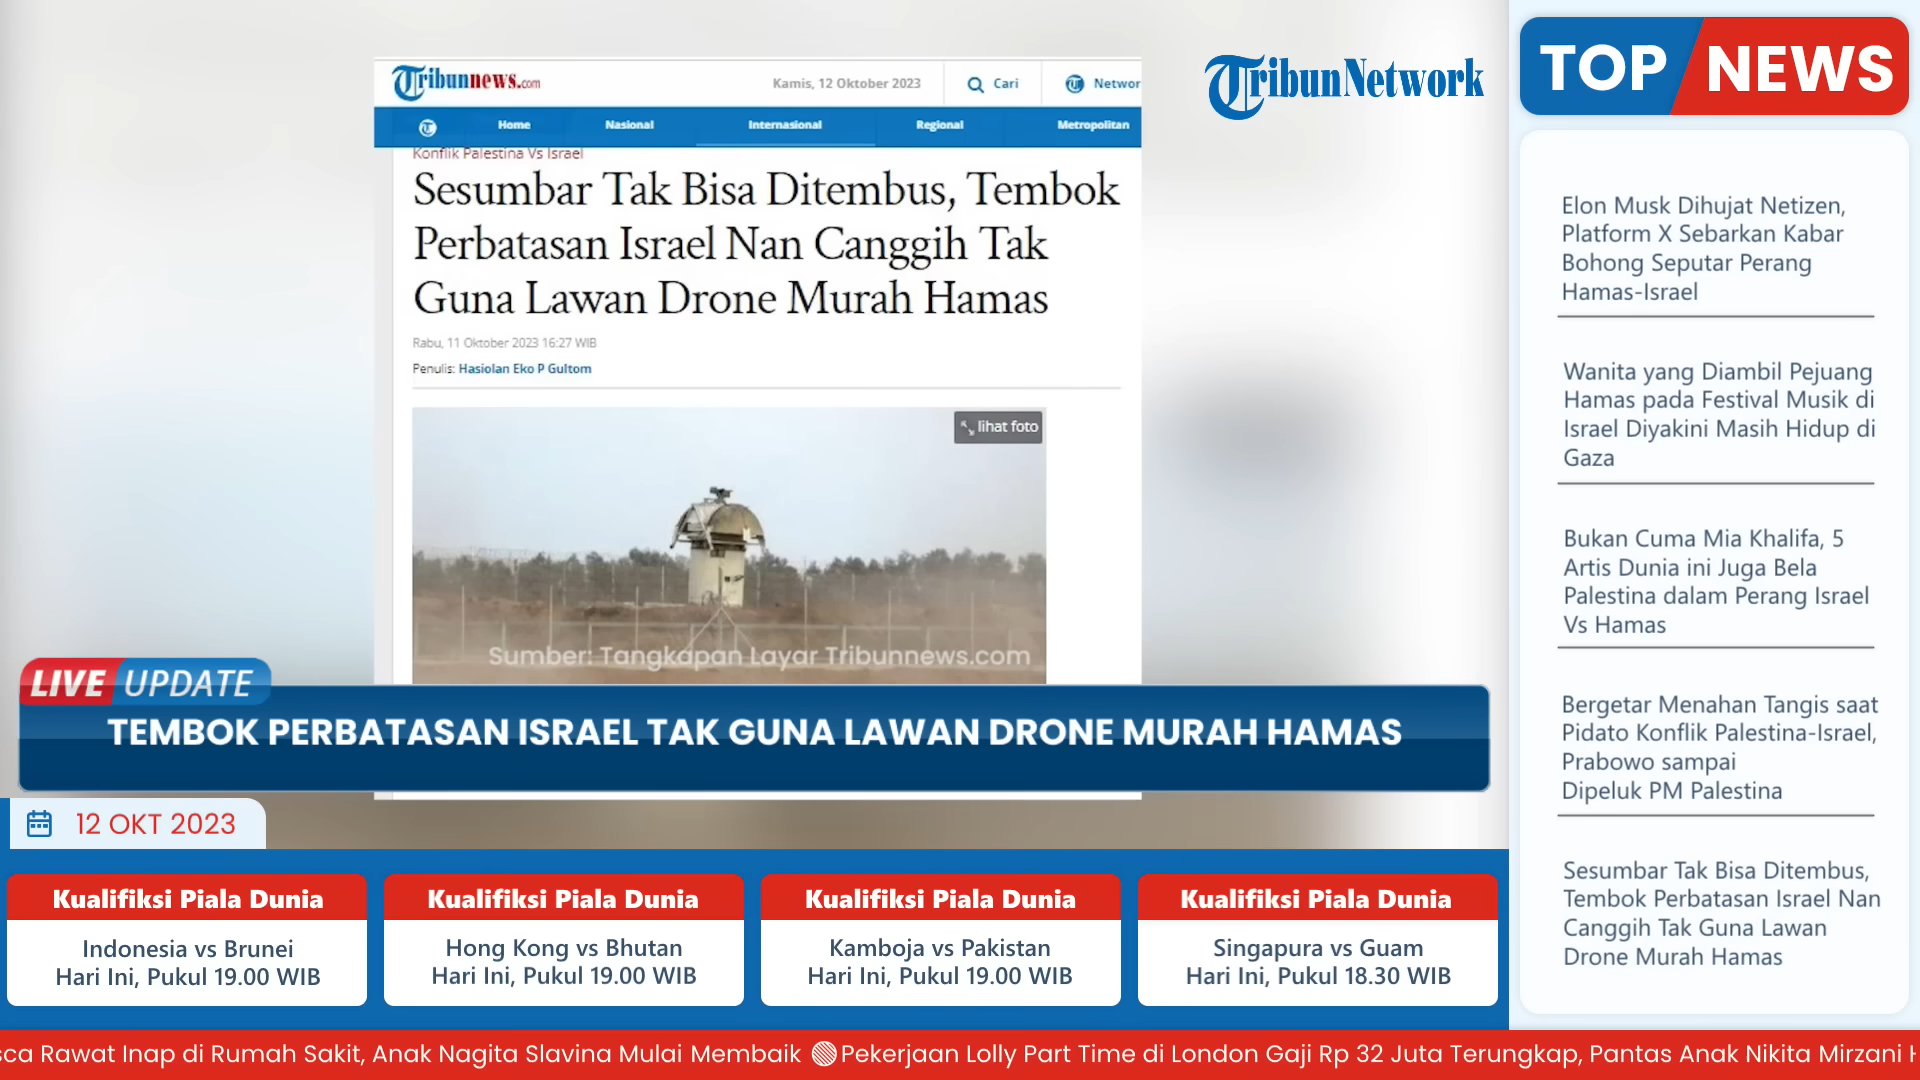 Tribunnews.com
Kamis, 12 Oktober 2023
Cari
Networ
Home
Nasional
Internasional
Regional
Metropolitan
Konflik Palestina Vs Israel
Sesumbar Tak Bisa Ditembus, Tembok
Perbatasan Israel Nan Canggih Tak
Guna Lawan Drone Murah Hamas
Rabu, 11 Oktober 2023 16:27 WIB
Penulis: Hasiolan Eko P Gultom
lihat foto
Sumber: Tangkapan Layar Tribunnews.com
TribunNetwork
LIVE UPDATE
TEMBOK PERBATASAN ISRAEL TAK GUNA LAWAN DRONE MURAH HAMAS
12 OKT 2023
Kualifiksi Piala Dunia
Indonesia vs Brunei
Hari Ini, Pukul 19.00 WIB
Kualifiksi Piala Dunia
Hong Kong vs Bhutan
Hari Ini, Pukul 19.00 WIB
Kualifiksi Piala Dunia
Kamboja vs Pakistan
Hari Ini, Pukul 19.00 WIB
Kualifiksi Piala Dunia
Singapura vs Guam
Hari Ini, Pukul 18.30 WIB
TOP NEWS
Elon Musk Dihujat Netizen,
Platform X Sebarkan Kabar
Bohong Seputar Perang
Hamas-Israel
Wanita yang Diambil Pejuang
Hamas pada Festival Musik di
Israel Diyakini Masih Hidup di
Gaza
Bukan Cuma Mia Khalifa, 5
Artis Dunia ini Juga Bela
Palestina dalam Perang Israel
Vs Hamas
Bergetar Menahan Tangis saat
Pidato Konflik Palestina-Israel,
Prabowo sampai
Dipeluk PM Palestina
Sesumbar Tak Bisa Ditembus,
Tembok Perbatasan Israel Nan
Canggih Tak Guna Lawan
Drone Murah Hamas
sca Rawat Inap di Rumah Sakit, Anak Nagita Slavina Mulai Membaik Pekerjaan Lolly Part Time di London Gaji Rp 32 Juta Terungkap, Pantas Anak Nikita Mirzani